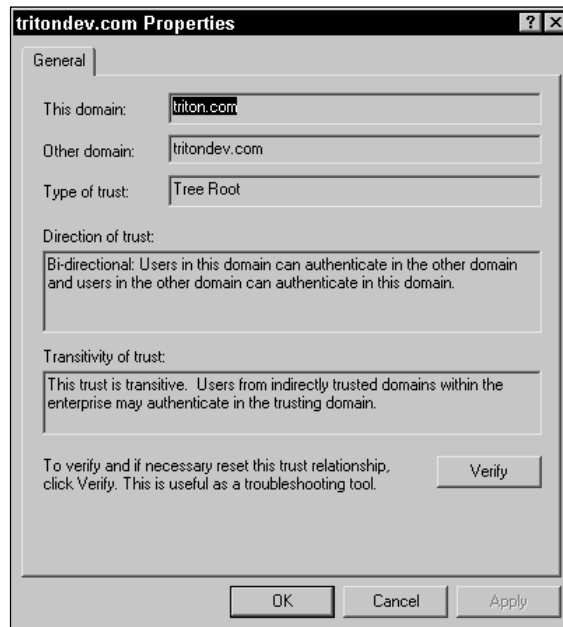 tritondev.com Properties
General
This domain: triton.com
Other domain: tritondev.com
Type of trust: Tree Root
Direction of trust:
Bi-directional: Users in this domain can authenticate in the other domain
and users in the other domain can authenticate in this domain.
Transitivity of trust:
This trust is transitive.  Users from indirectly trusted domains within the
enterprise may authenticate in the trusting domain.
To verify and if necessary reset this trust relationship,
click Verify. This is useful as a troubleshooting tool.
Verify
OK Cancel Apply